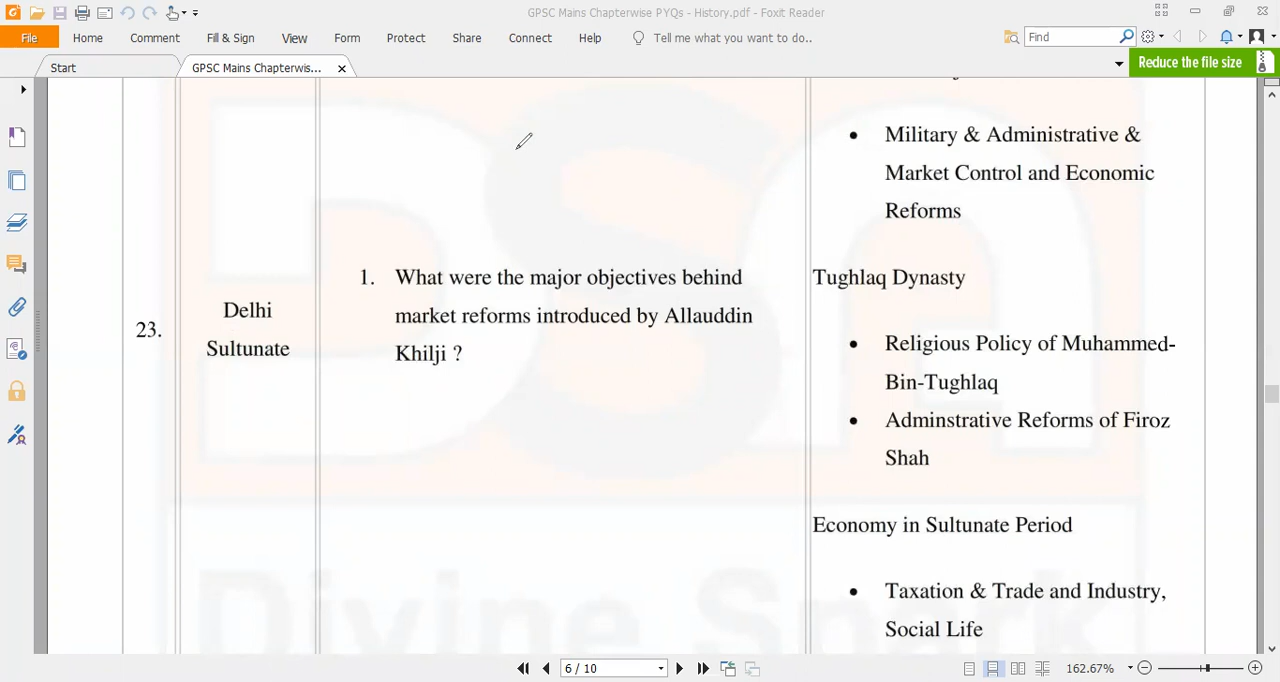 GPSC Mains Chapterwise PYQs - History.pdf - Foxit Reader
File Home Comment Fill & Sign View Form Protect Share Connect Help Tell me what you want to do.. Find
Start GPSC Mains Chapterwis... Reduce the file size
23.
Delhi
Sultunate
1. What were the major objectives behind
market reforms introduced by Allauddin
Khilji ?
• Military & Administrative &
Market Control and Economic
Reforms
Tughlaq Dynasty
• Religious Policy of Muhammed-
Bin-Tughlaq
• Adminstrative Reforms of Firoz
Shah
Economy in Sultunate Period
• Taxation & Trade and Industry,
Social Life
Divine Spark
6 / 10 162.67%